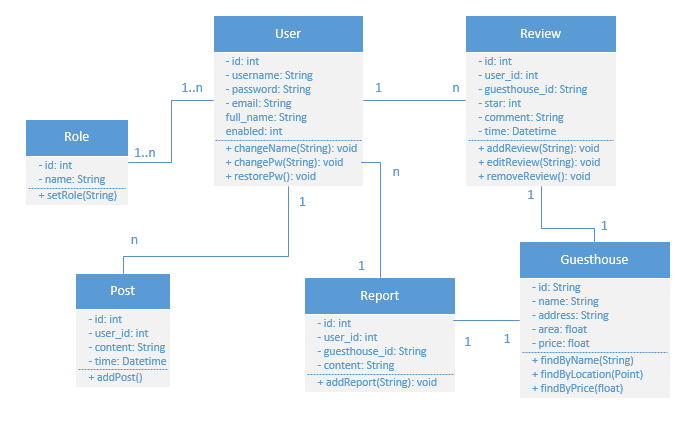 User
- id: int
- username: String
- password: String
- email: String
full_name: String
enabled: int
+ changeName(String): void
+ changePw(String): void
+ restorePw(): void
Review
- id: int
- user_id: int
- guesthouse_id: String
- star: int
- comment: String
- time: Datetime
+ addReview(String): void
+ editReview(String): void
+ removeReview(): void
1..n
1
n
Role
- id: int
- name: String
+ setRole(String)
1..n
n
1
1
1
n
1
Post
- id: int
- user_id: int
- content: String
- time: Datetime
+ addPost()
Report
- id: int
- user_id: int
- guesthouse_id: String
- content: String
+ addReport(String): void
1
1
Guesthouse
- id: String
- name: String
- address: String
- area: float
- price: float
+ findByName(String)
+ findByLocation(Point)
+ findByPrice(float)